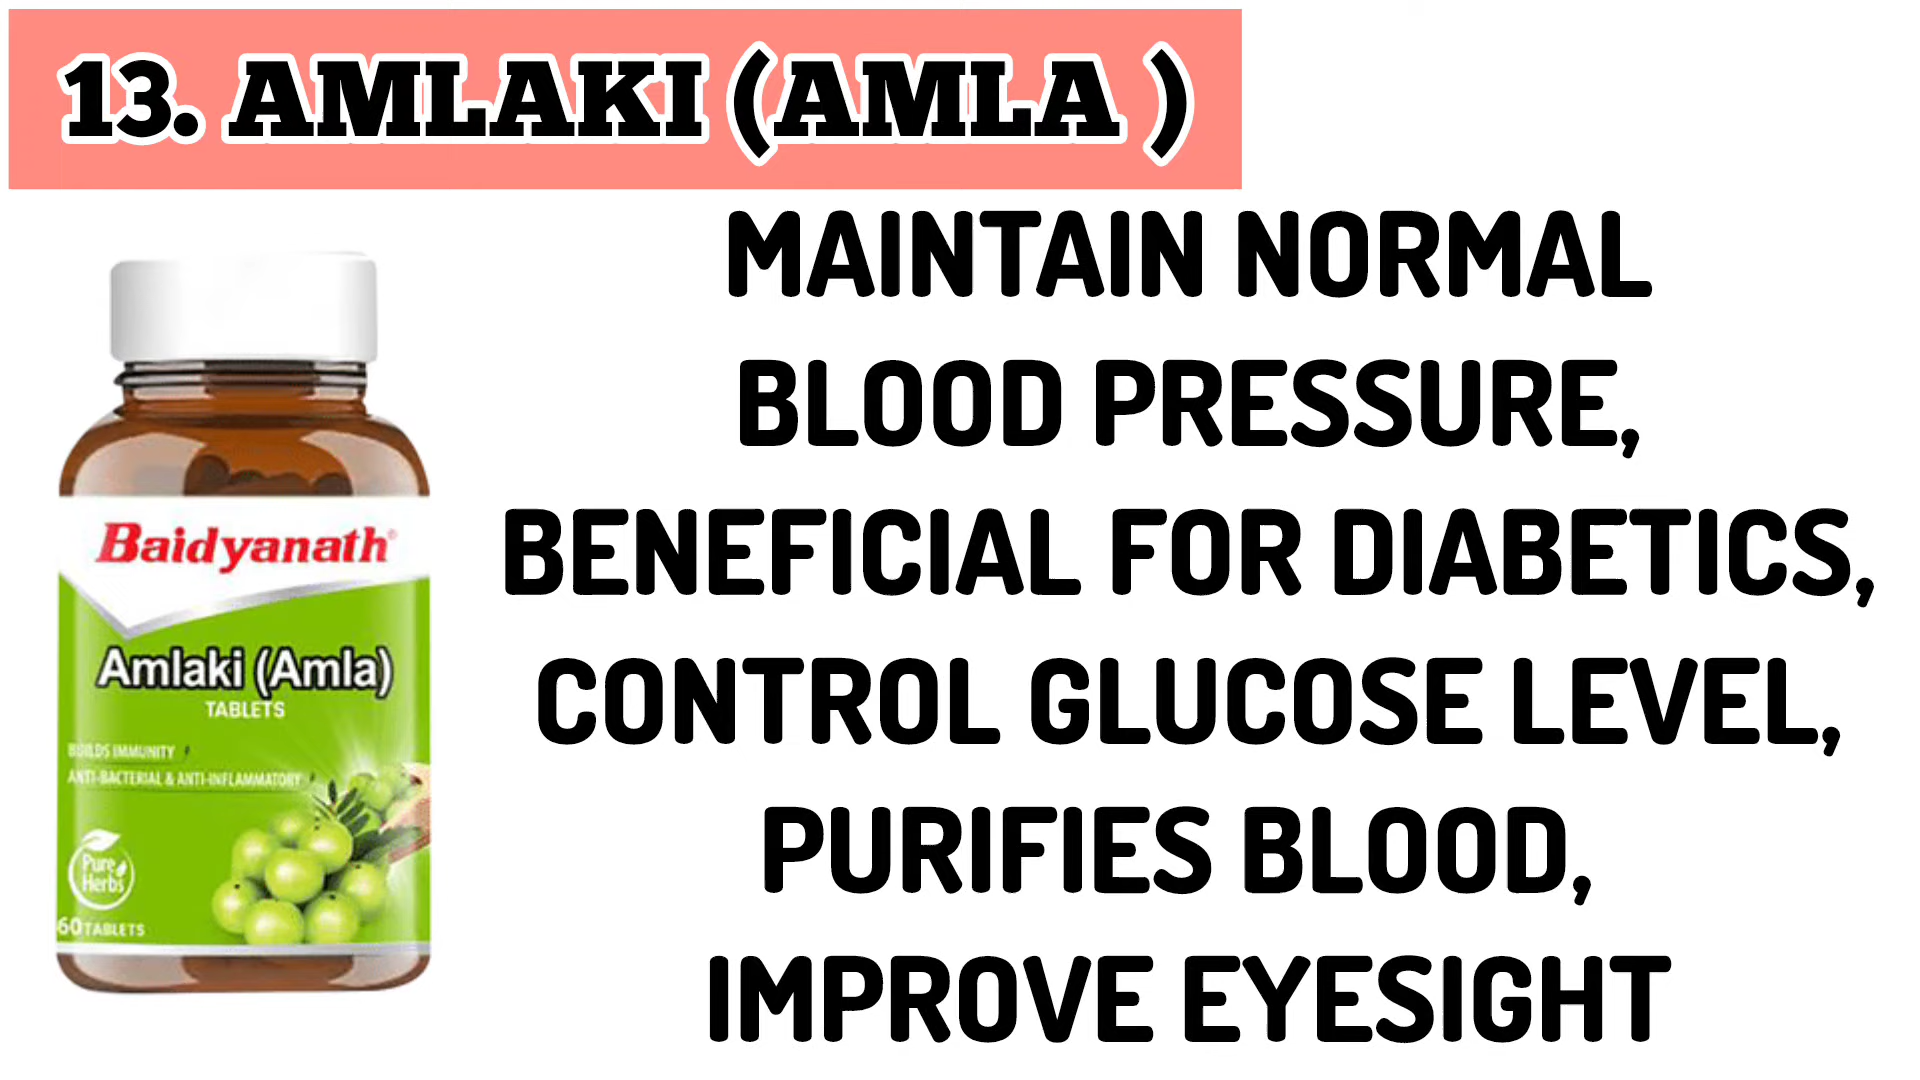 13. AMLAKI (AMLA )
MAINTAIN NORMAL
BLOOD PRESSURE,
BENEFICIAL FOR DIABETICS,
CONTROL GLUCOSE LEVEL,
PURIFIES BLOOD,
IMPROVE EYESIGHT
Baidyanath
Amlaki (Amla)
TABLETS
BUILDS IMMUNITY
ANTI-BACTERIAL & ANTI-INFLAMMATORY
Pure
Herbs
60 TABLETS